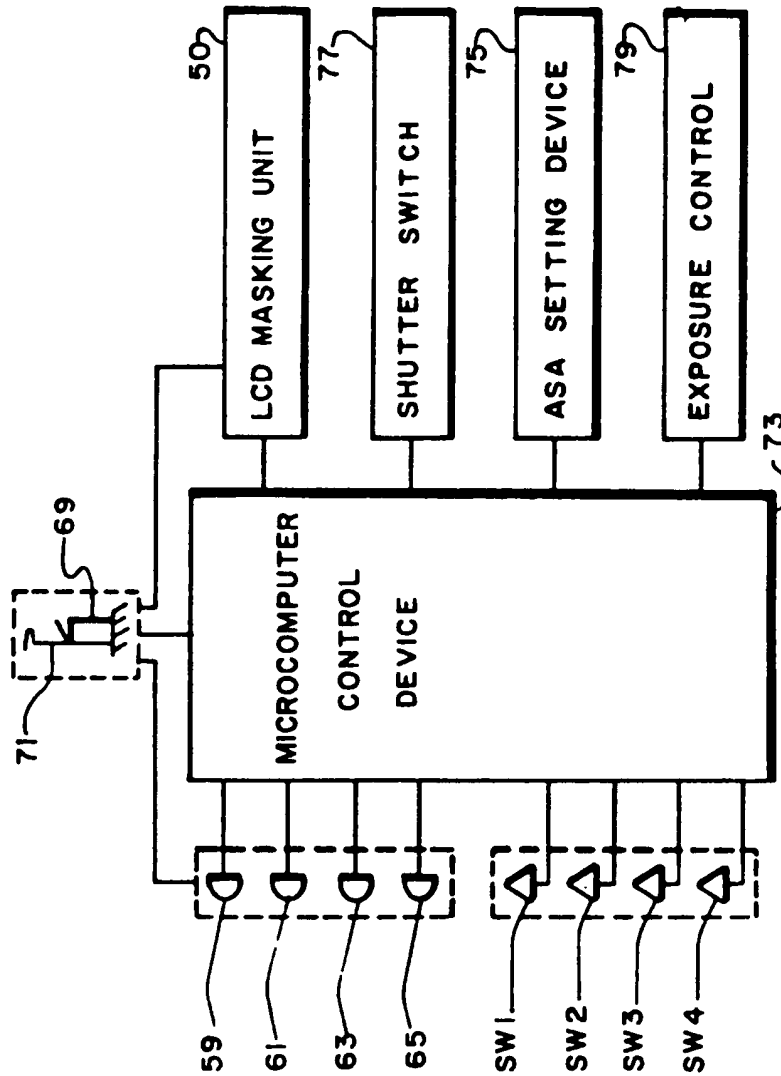 71
69
59
61
63
65
SW1
SW2
SW3
SW4
MICROCOMPUTER
CONTROL
DEVICE
73
LCD MASKING UNIT
50
SHUTTER SWITCH
77
ASA SETTING DEVICE
75
EXPOSURE CONTROL
79